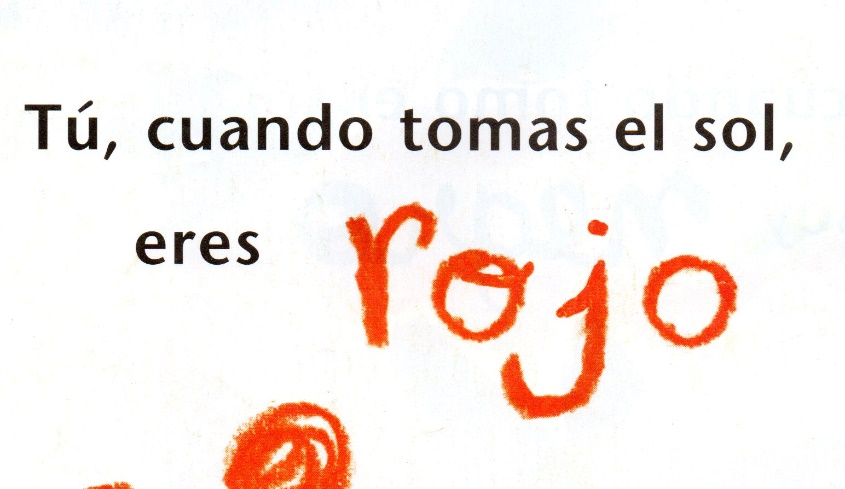 Tú, cuando tomas el sol,
eres rojo